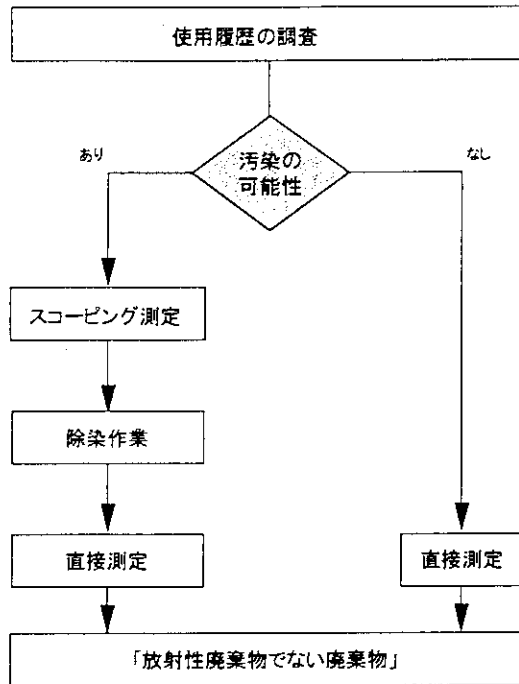 使用履歴の調査
汚染の
可能性
あり
なし
スコーピング測定
除染作業
直接測定
直接測定
「放射性廃棄物でない廃棄物」